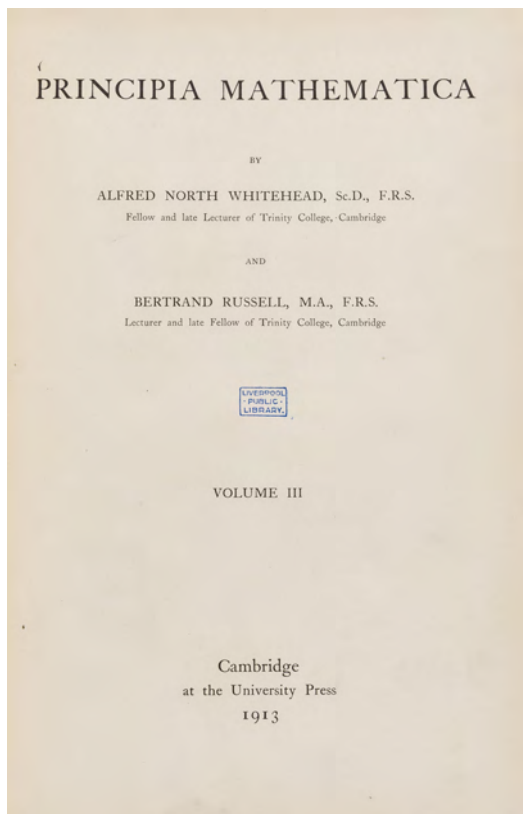 PRINCIPIA MATHEMATICA
BY
ALFRED NORTH WHITEHEAD, Sc.D., F.R.S.
Fellow and late Lecturer of Trinity College, Cambridge
AND
BERTRAND RUSSELL, M.A., F.R.S.
Lecturer and late Fellow of Trinity College, Cambridge
LIVERPOOL
· PUBLIC ·
LIBRARY.
VOLUME III
Cambridge
at the University Press
1913